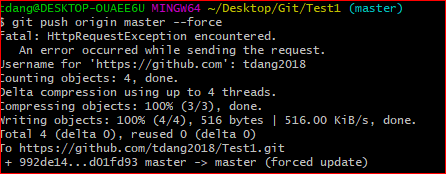 tdang@DESKTOP-OUAEE6U MINGW64 ~/Desktop/Git/Test1 (master)
$ git push origin master --force
fatal: HttpRequestException encountered.
   An error occurred while sending the request.
Username for 'https://github.com': tdang2018
Counting objects: 4, done.
Delta compression using up to 4 threads.
Compressing objects: 100% (3/3), done.
Writing objects: 100% (4/4), 516 bytes | 516.00 KiB/s, done.
Total 4 (delta 0), reused 0 (delta 0)
To https://github.com/tdang2018/Test1.git
 + 992de14...d01fd93 master -> master (forced update)